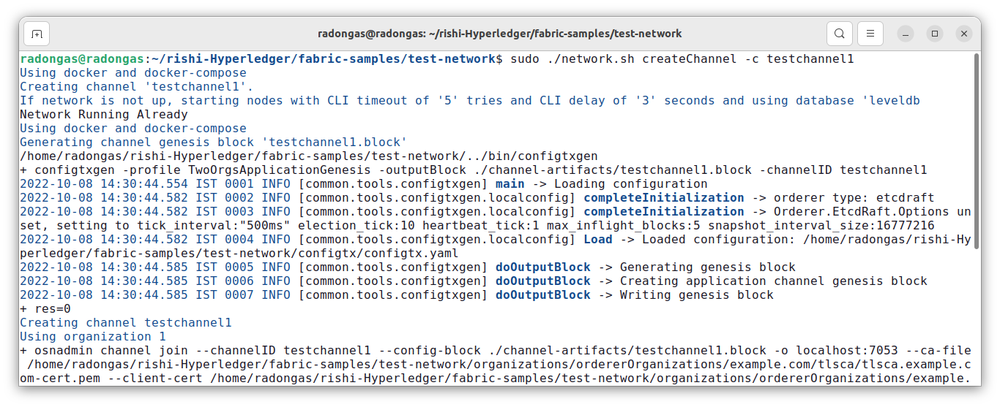 radongas@radongas: ~/rishi-Hyperledger/fabric-samples/test-network
radongas@radongas:~/rishi-Hyperledger/fabric-samples/test-network$ sudo ./network.sh createChannel -c testchannel1
Using docker and docker-compose
Creating channel 'testchannel1'.
If network is not up, starting nodes with CLI timeout of '5' tries and CLI delay of '3' seconds and using database 'leveldb
Network Running Already
Using docker and docker-compose
Generating channel genesis block 'testchannel1.block'
/home/radongas/rishi-Hyperledger/fabric-samples/test-network/../bin/configtxgen
+ configtxgen -profile TwoOrgsApplicationGenesis -outputBlock ./channel-artifacts/testchannel1.block -channelID testchannel1
2022-10-08 14:30:44.554 IST 0001 INFO [common.tools.configtxgen] main -> Loading configuration
2022-10-08 14:30:44.582 IST 0002 INFO [common.tools.configtxgen.localconfig] completeInitialization -> orderer type: etcdraft
2022-10-08 14:30:44.582 IST 0003 INFO [common.tools.configtxgen.localconfig] completeInitialization -> Orderer.EtcdRaft.Options un
set, setting to tick_interval:"500ms" election_tick:10 heartbeat_tick:1 max_inflight_blocks:5 snapshot_interval_size:16777216
2022-10-08 14:30:44.582 IST 0004 INFO [common.tools.configtxgen.localconfig] Load -> Loaded configuration: /home/radongas/rishi-Hy
perledger/fabric-samples/test-network/configtx/configtx.yaml
2022-10-08 14:30:44.585 IST 0005 INFO [common.tools.configtxgen] doOutputBlock -> Generating genesis block
2022-10-08 14:30:44.585 IST 0006 INFO [common.tools.configtxgen] doOutputBlock -> Creating application channel genesis block
2022-10-08 14:30:44.585 IST 0007 INFO [common.tools.configtxgen] doOutputBlock -> Writing genesis block
+ res=0
Creating channel testchannel1
Using organization 1
+ osnadmin channel join --channelID testchannel1 --config-block ./channel-artifacts/testchannel1.block -o localhost:7053 --ca-file
 /home/radongas/rishi-Hyperledger/fabric-samples/test-network/organizations/ordererOrganizations/example.com/tlsca/tlsca.example.c
om-cert.pem --client-cert /home/radongas/rishi-Hyperledger/fabric-samples/test-network/organizations/ordererOrganizations/example.